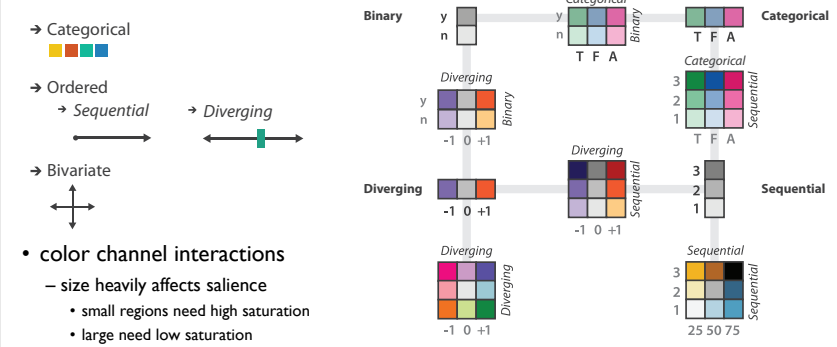 → Categorical
→ Ordered
→ Sequential → Diverging
→ Bivariate
• color channel interactions
– size heavily affects salience
• small regions need high saturation
• large need low saturation
Binary
y
n
Categorical
y
n
Binary
T F A
T F A
Categorical
Diverging
y
n
Binary
-1 0 +1
Categorical
3
2
1
Sequential
T F A
Diverging
-1 0 +1
Diverging
Sequential
-1 0 +1
3
2
1
Sequential
Diverging
Diverging
-1 0 +1
Sequential
3
2
1
Sequential
25 50 75